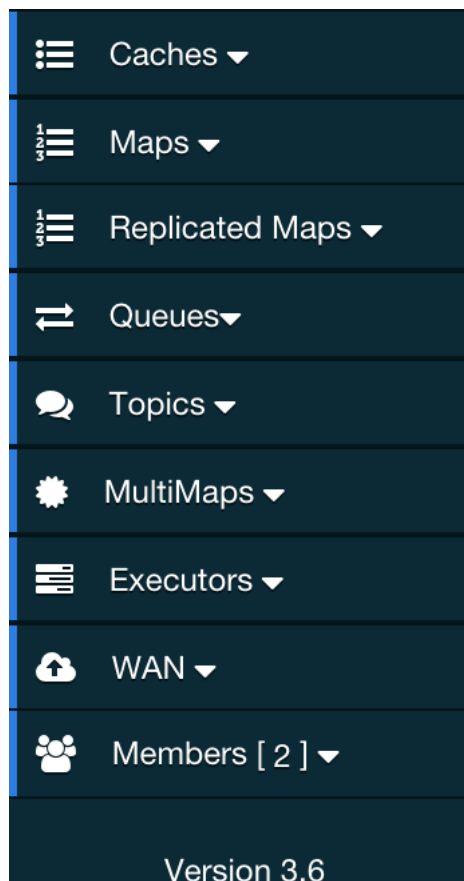 Caches
Maps
Replicated Maps
Queues
Topics
MultiMaps
Executors
WAN
Members [ 2 ]
Version 3.6